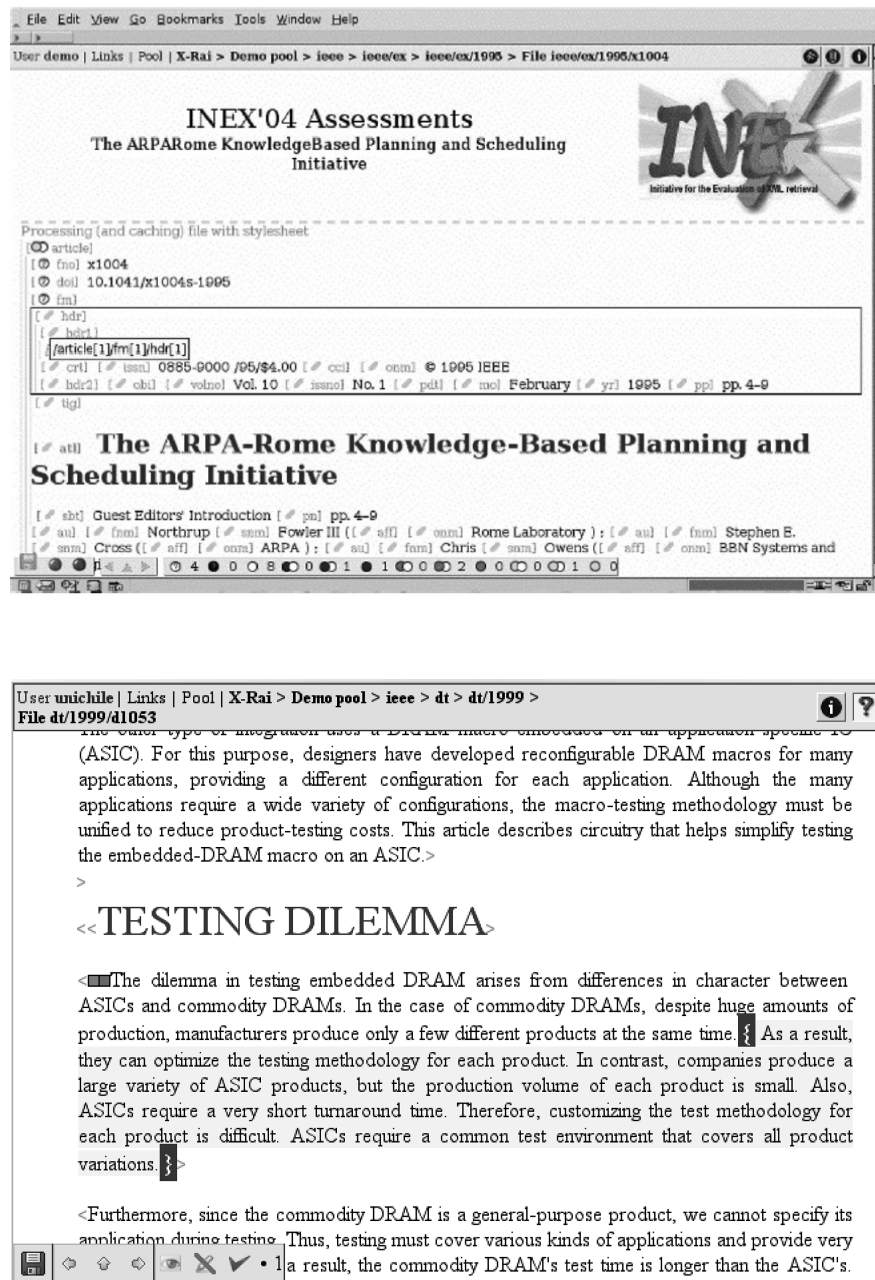 File Edit View Go Bookmarks Tools Window Help
User demo | Links | Pool | X-Rai > Demo pool > ieee > ieee/ex > ieee/ex/1995 > File ieee/ex/1995/x1004
INEX'04 Assessments
The ARPARome KnowledgeBased Planning and Scheduling
Initiative
INEX
Initiative for the Evaluation of XML retrieval
Processing (and caching) file with stylesheet
[article]
[fno] x1004
[doi] 10.1041/x1004s-1995
[fm]
[hdr]
[hdr1]
/article[1]/fm[1]/hdr[1]
[crt] [issn] 0885-9000 /95/$4.00 [cci] [onm] © 1995 IEEE
[hdr2] [obi] [volno] Vol. 10 [issno] No. 1 [pdt] [mo] February [yr] 1995 [pp] pp. 4-9
[tig]
[atl] The ARPA-Rome Knowledge-Based Planning and
Scheduling Initiative
[sbt] Guest Editors' Introduction [pn] pp. 4-9
[au] [fnm] Northrup [snm] Fowler III ([aff] [onm] Rome Laboratory ) ; [au] [fnm] Stephen E.
[snm] Cross ([aff] [onm] ARPA ) ; [au] [fnm] Chris [snm] Owens ([aff] [onm] BBN Systems and
4 0 8 0 1 1 0 2 0 0 1 0
User unichile | Links | Pool | X-Rai > Demo pool > ieee > dt > dt/1999 >
File dt/1999/d1053
The other type of integration uses a DRAM macro embedded on an application-specific IC
(ASIC). For this purpose, designers have developed reconfigurable DRAM macros for many
applications, providing a different configuration for each application. Although the many
applications require a wide variety of configurations, the macro-testing methodology must be
unified to reduce product-testing costs. This article describes circuitry that helps simplify testing
the embedded-DRAM macro on an ASIC.>
>
<<TESTING DILEMMA>
<The dilemma in testing embedded DRAM arises from differences in character between
ASICs and commodity DRAMs. In the case of commodity DRAMs, despite huge amounts of
production, manufacturers produce only a few different products at the same time.{ As a result,
they can optimize the testing methodology for each product. In contrast, companies produce a
large variety of ASIC products, but the production volume of each product is small. Also,
ASICs require a very short turnaround time. Therefore, customizing the test methodology for
each product is difficult. ASICs require a common test environment that covers all product
variations.}>
<Furthermore, since the commodity DRAM is a general-purpose product, we cannot specify its
application during testing. Thus, testing must cover various kinds of applications and provide very
• 1 a result, the commodity DRAM's test time is longer than the ASIC's.